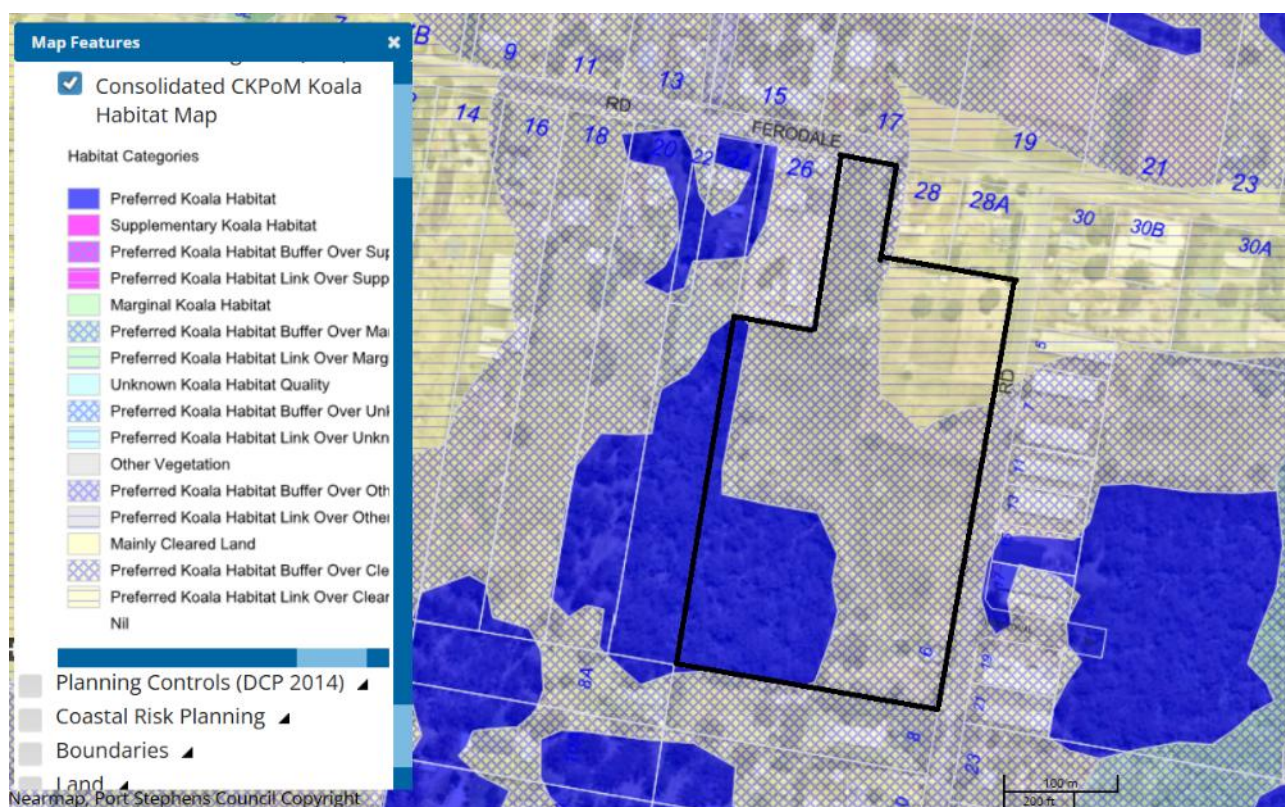 Map Features ×
Consolidated CKPoM Koala
Habitat Map
Habitat Categories
Preferred Koala Habitat
Supplementary Koala Habitat
Preferred Koala Habitat Buffer Over Sup
Preferred Koala Habitat Link Over Supp
Marginal Koala Habitat
Preferred Koala Habitat Buffer Over Mar
Preferred Koala Habitat Link Over Marg
Unknown Koala Habitat Quality
Preferred Koala Habitat Buffer Over Unk
Preferred Koala Habitat Link Over Unkn
Other Vegetation
Preferred Koala Habitat Buffer Over Oth
Preferred Koala Habitat Link Over Other
Mainly Cleared Land
Preferred Koala Habitat Buffer Over Cle
Preferred Koala Habitat Link Over Clear
Nil
Planning Controls (DCP 2014)
Coastal Risk Planning
Boundaries
Land
Nearmap, Port Stephens Council Copyright
9
11
13
15
17
19
21
23
RD
FERODALE
14
16
18
20
22
26
28
28A
30
30B
30A
5
RD
7
11
13
6
19
21
8A
8
23
100 m
200 ft